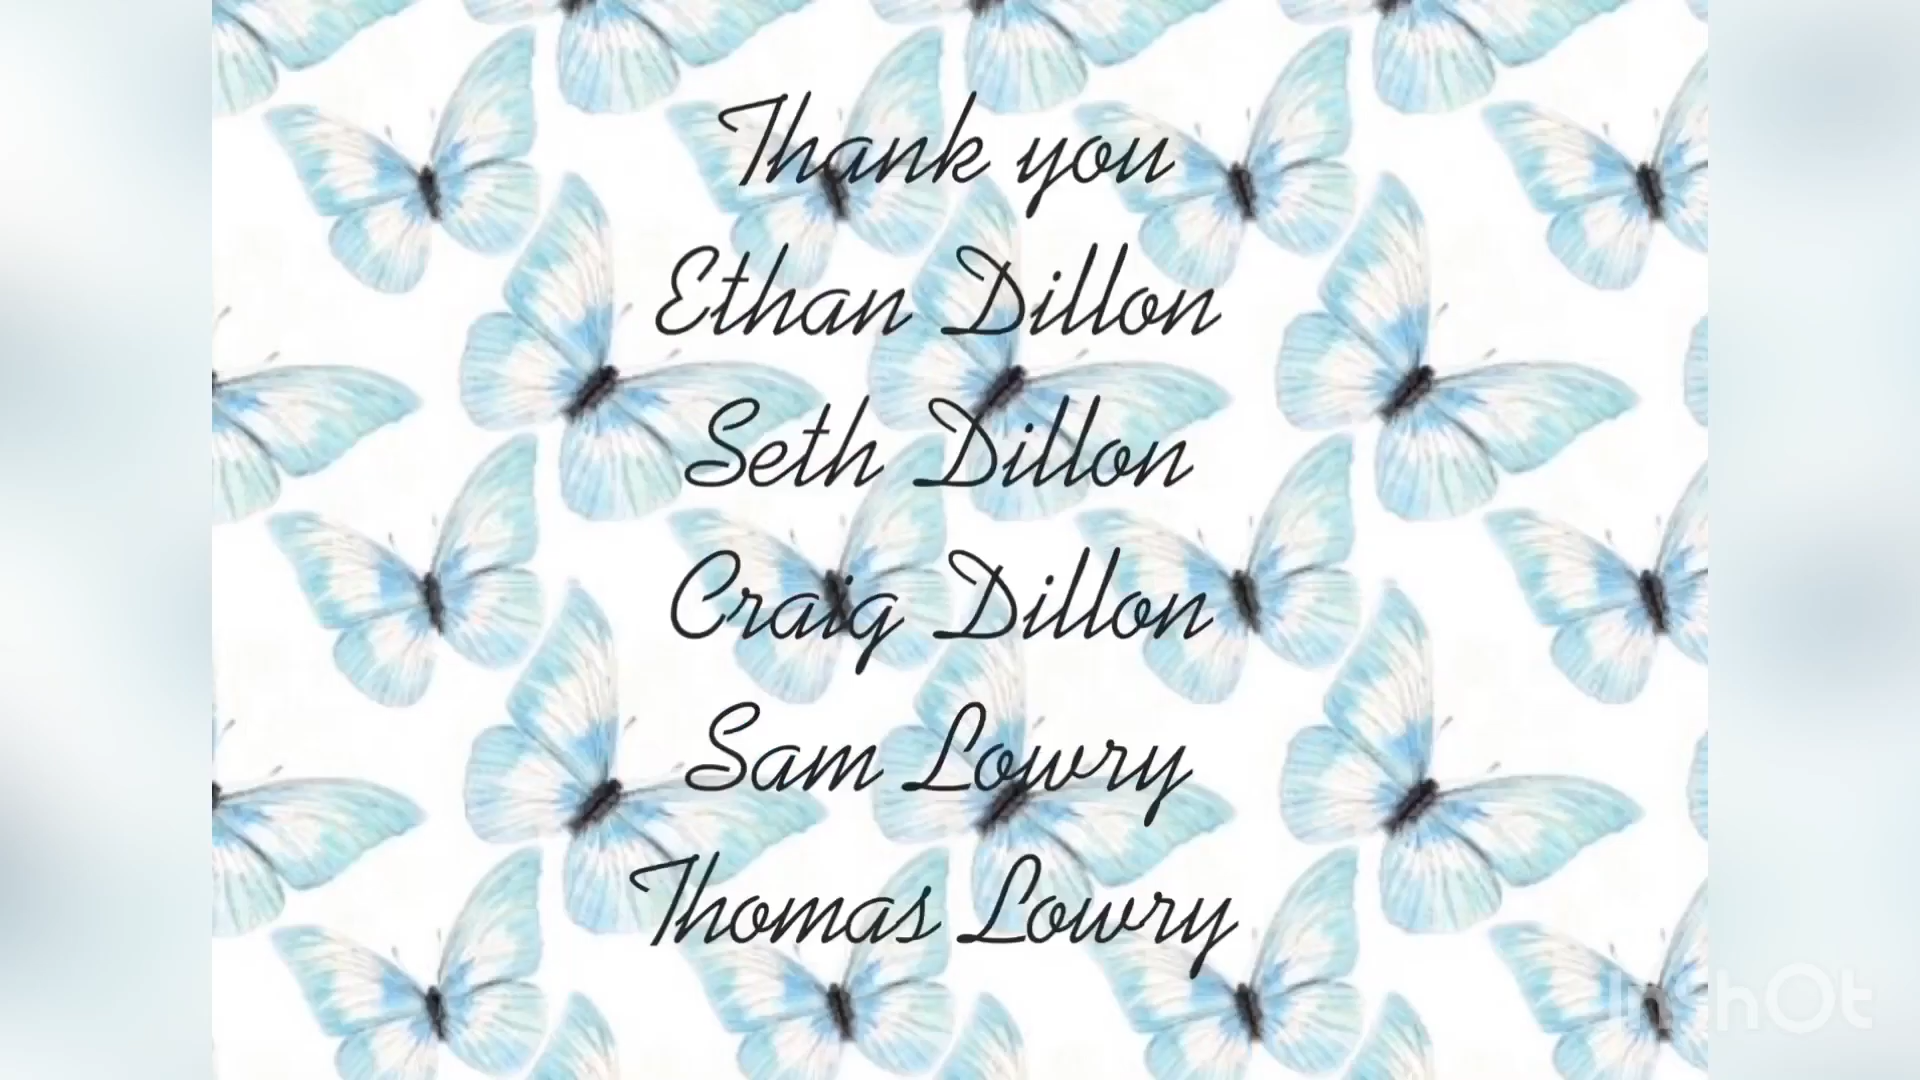 Thank you
Ethan Dillon
Seth Dillon
Craig Dillon
Sam Lowry
Thomas Lowry
InShOt